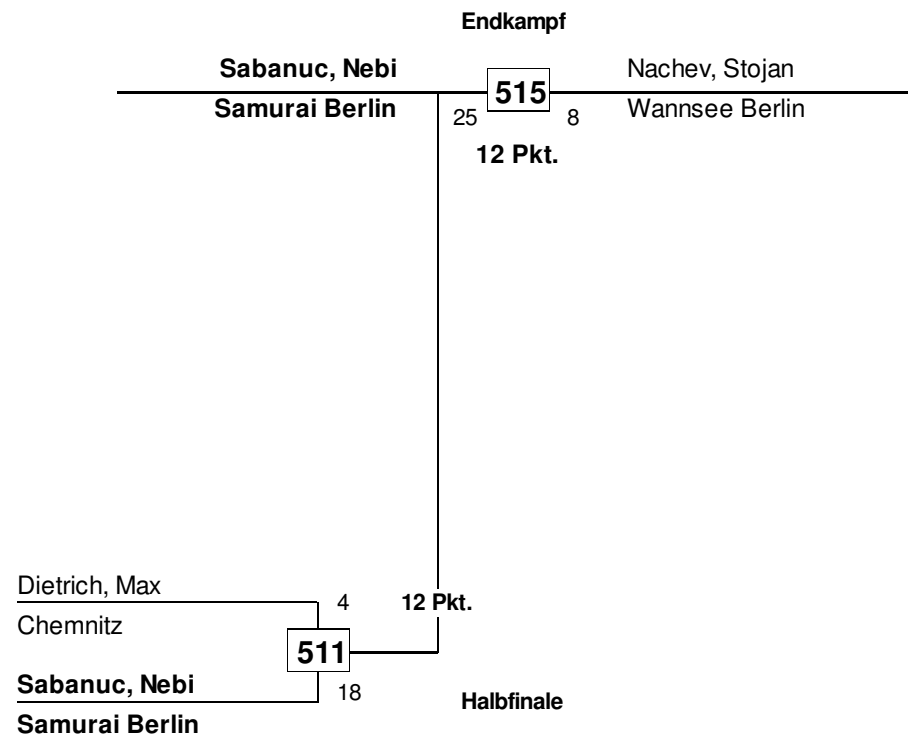 Endkampf
Sabanuc, Nebi
515
Nachev, Stojan
Samurai Berlin
25
8
Wannsee Berlin
12 Pkt.
Dietrich, Max
4
12 Pkt.
Chemnitz
511
Sabanuc, Nebi
18
Halbfinale
Samurai Berlin